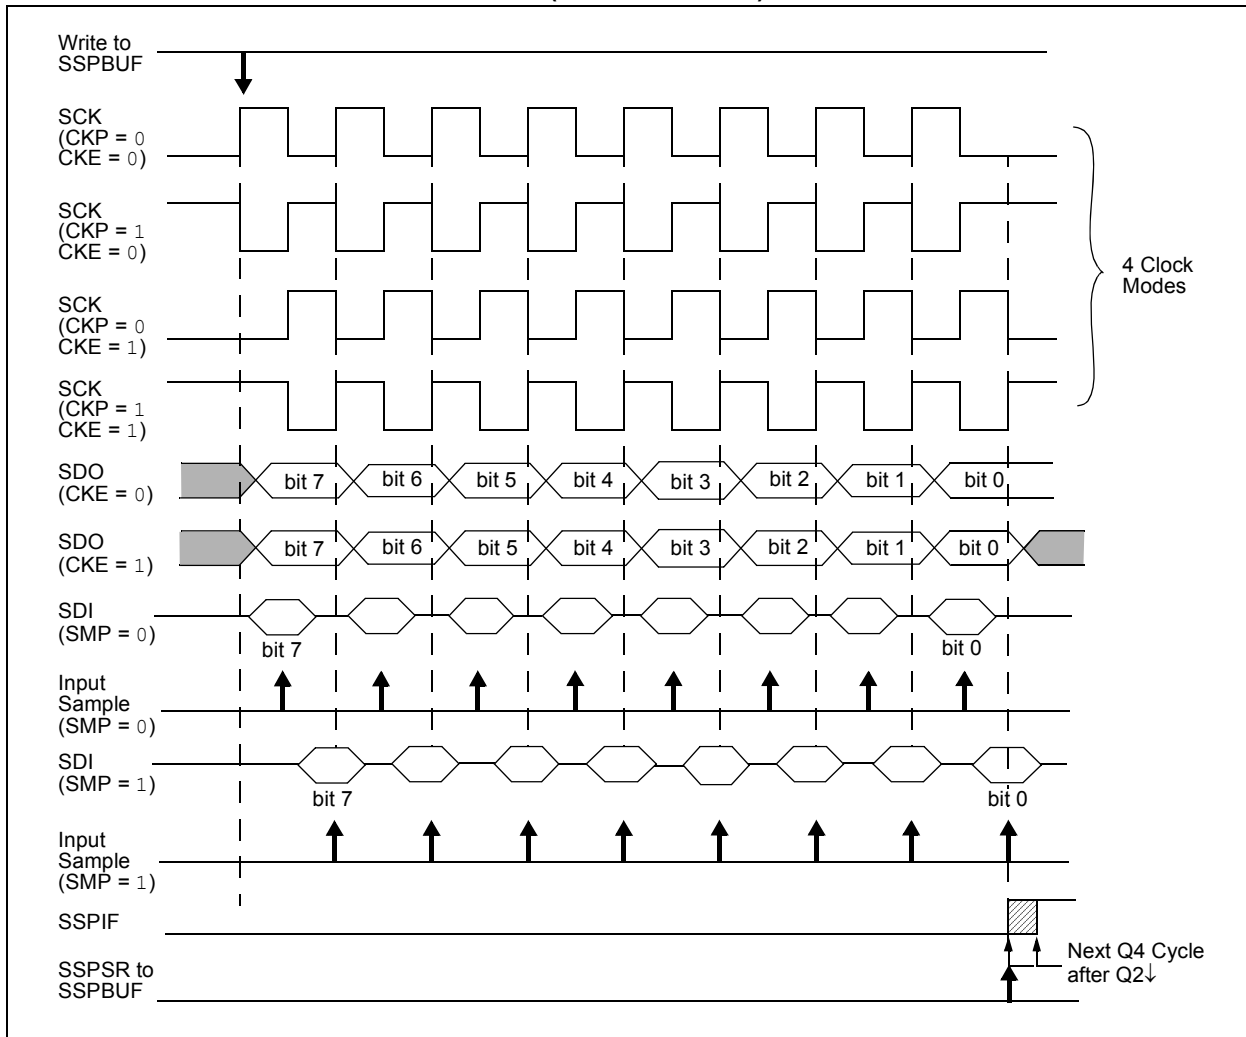 Write to
SSPBUF
SCK
(CKP = 0
CKE = 0)
SCK
(CKP = 1
CKE = 0)
SCK
(CKP = 0
CKE = 1)
SCK
(CKP = 1
CKE = 1)
4 Clock
Modes
SDO
(CKE = 0)
bit 7 bit 6 bit 5 bit 4 bit 3 bit 2 bit 1 bit 0
SDO
(CKE = 1)
bit 7 bit 6 bit 5 bit 4 bit 3 bit 2 bit 1 bit 0
SDI
(SMP = 0)
bit 7 bit 0
Input
Sample
(SMP = 0)
SDI
(SMP = 1)
bit 7 bit 0
Input
Sample
(SMP = 1)
SSPIF
SSPSR to
SSPBUF
Next Q4 Cycle
after Q2↓